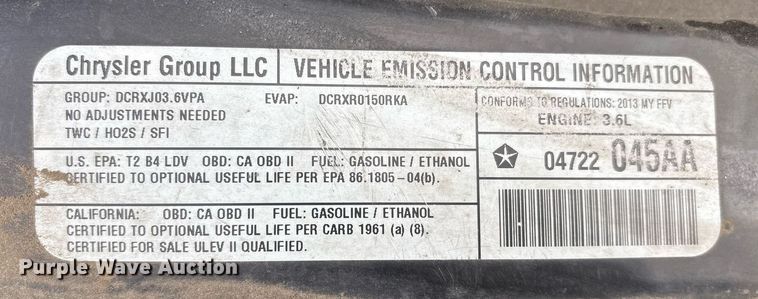 Chrysler Group LLC | VEHICLE EMISSION CONTROL INFORMATION
GROUP: DCRXJ03.6VPA EVAP: DCRXR0150RKA
NO ADJUSTMENTS NEEDED
TWC / HO2S / SFI
CONFORMS TO REGULATIONS: 2013 MY FFV
ENGINE: 3.6L
U.S. EPA: T2 B4 LDV OBD: CA OBD II FUEL: GASOLINE / ETHANOL
CERTIFIED TO OPTIONAL USEFUL LIFE PER EPA 86.1805-04(b).
04722 045AA
CALIFORNIA: OBD: CA OBD II FUEL: GASOLINE / ETHANOL
CERTIFIED TO OPTIONAL USEFUL LIFE PER CARB 1961 (a) (8).
CERTIFIED FOR SALE ULEV II QUALIFIED.
Purple Wave Auction